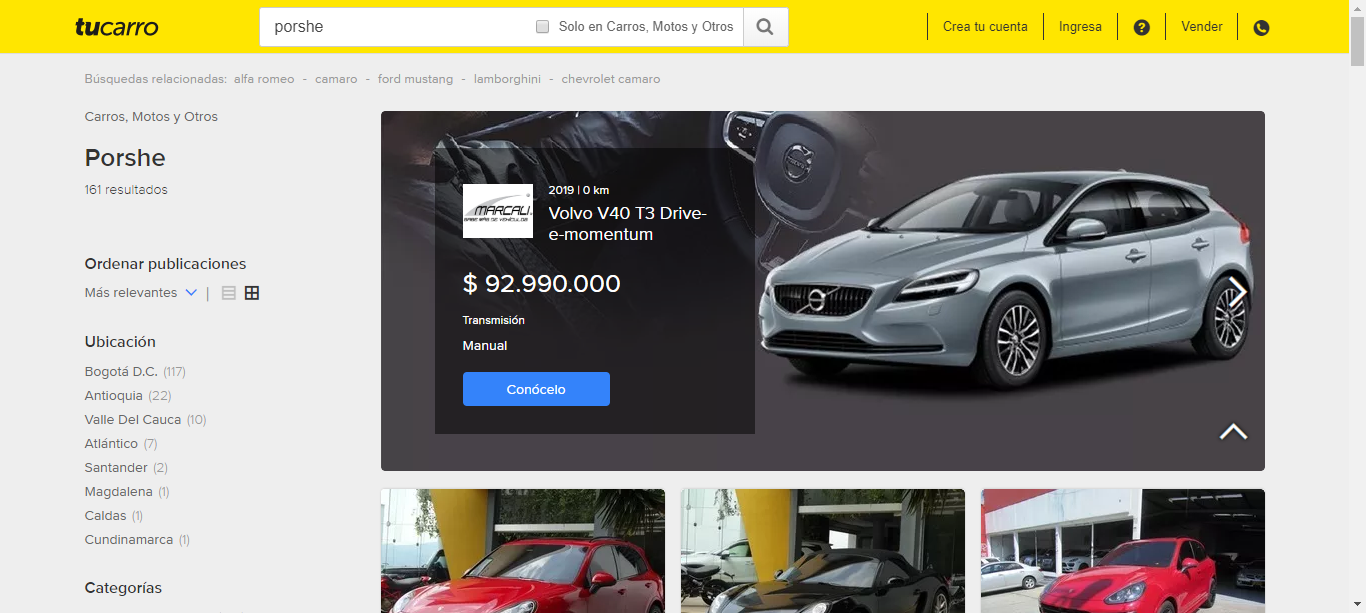 tucarro
porshe
Solo en Carros, Motos y Otros
Crea tu cuenta
Ingresa
?
Vender
Búsquedas relacionadas: alfa romeo - camaro - ford mustang - lamborghini - chevrolet camaro
Carros, Motos y Otros
Porshe
161 resultados
Ordenar publicaciones
Más relevantes
Ubicación
Bogotá D.C. (117)
Antioquia (22)
Valle Del Cauca (10)
Atlántico (7)
Santander (2)
Magdalena (1)
Caldas (1)
Cundinamarca (1)
Categorías
MARCALI
2019 | 0 km
Volvo V40 T3 Drive-
e-momentum
$ 92.990.000
Transmisión
Manual
Conócelo